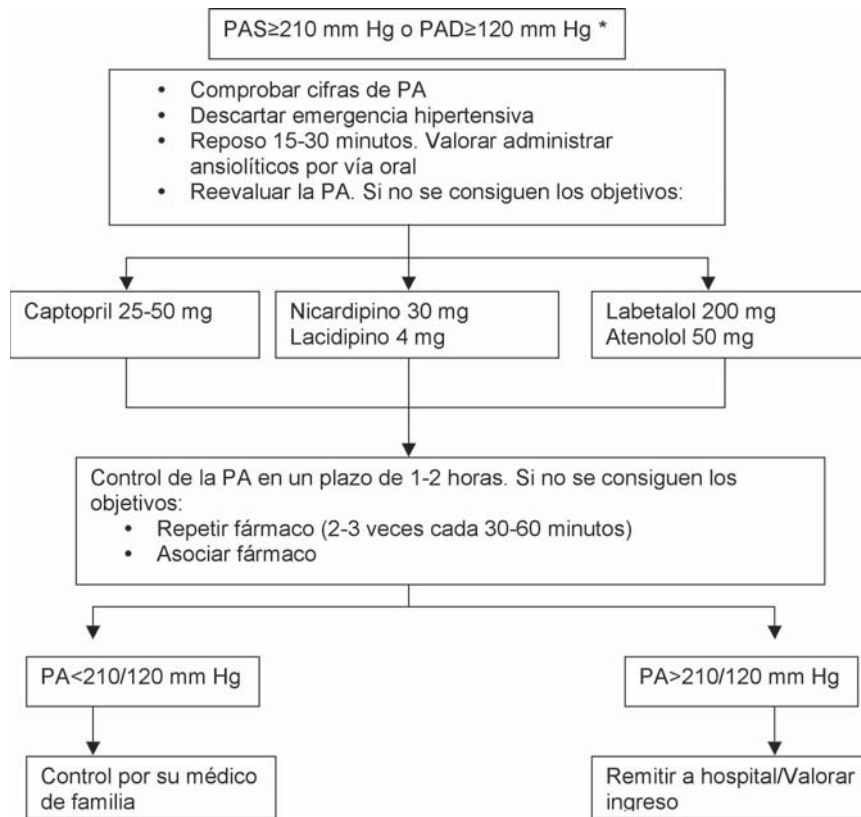 PAS≥210 mm Hg o PAD≥120 mm Hg *
• Comprobar cifras de PA
• Descartar emergencia hipertensiva
• Reposo 15-30 minutos. Valorar administrar
ansiolíticos por vía oral
• Reevaluar la PA. Si no se consiguen los objetivos:
Captopril 25-50 mg
Nicardipino 30 mg
Lacidipino 4 mg
Labetalol 200 mg
Atenolol 50 mg
Control de la PA en un plazo de 1-2 horas. Si no se consiguen los
objetivos:
• Repetir fármaco (2-3 veces cada 30-60 minutos)
• Asociar fármaco
PA<210/120 mm Hg
PA>210/120 mm Hg
Control por su médico
de familia
Remitir a hospital/Valorar
ingreso